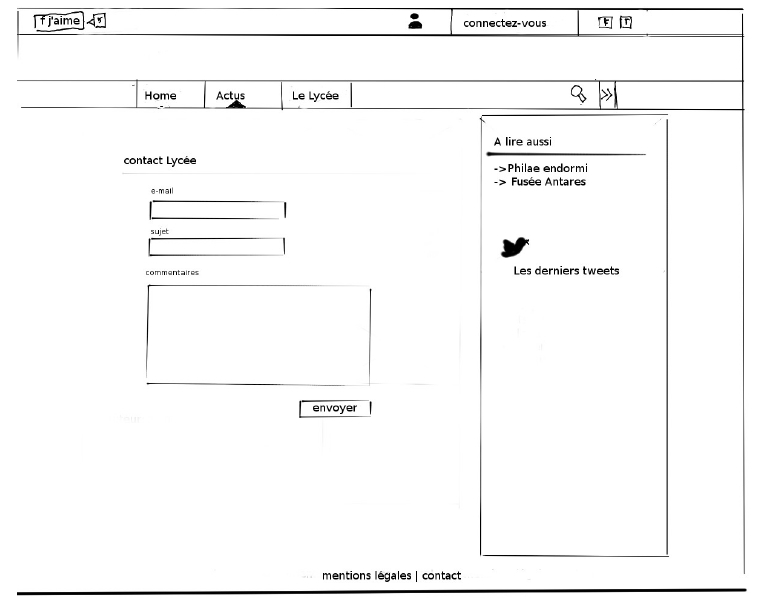 f j'aime 5
connectez-vous
F T
Home Actus Le Lycée
A lire aussi
contact Lycée
->Philae endormi
-> Fusée Antares
e-mail
sujet
Les derniers tweets
commentaires
envoyer
mentions légales | contact